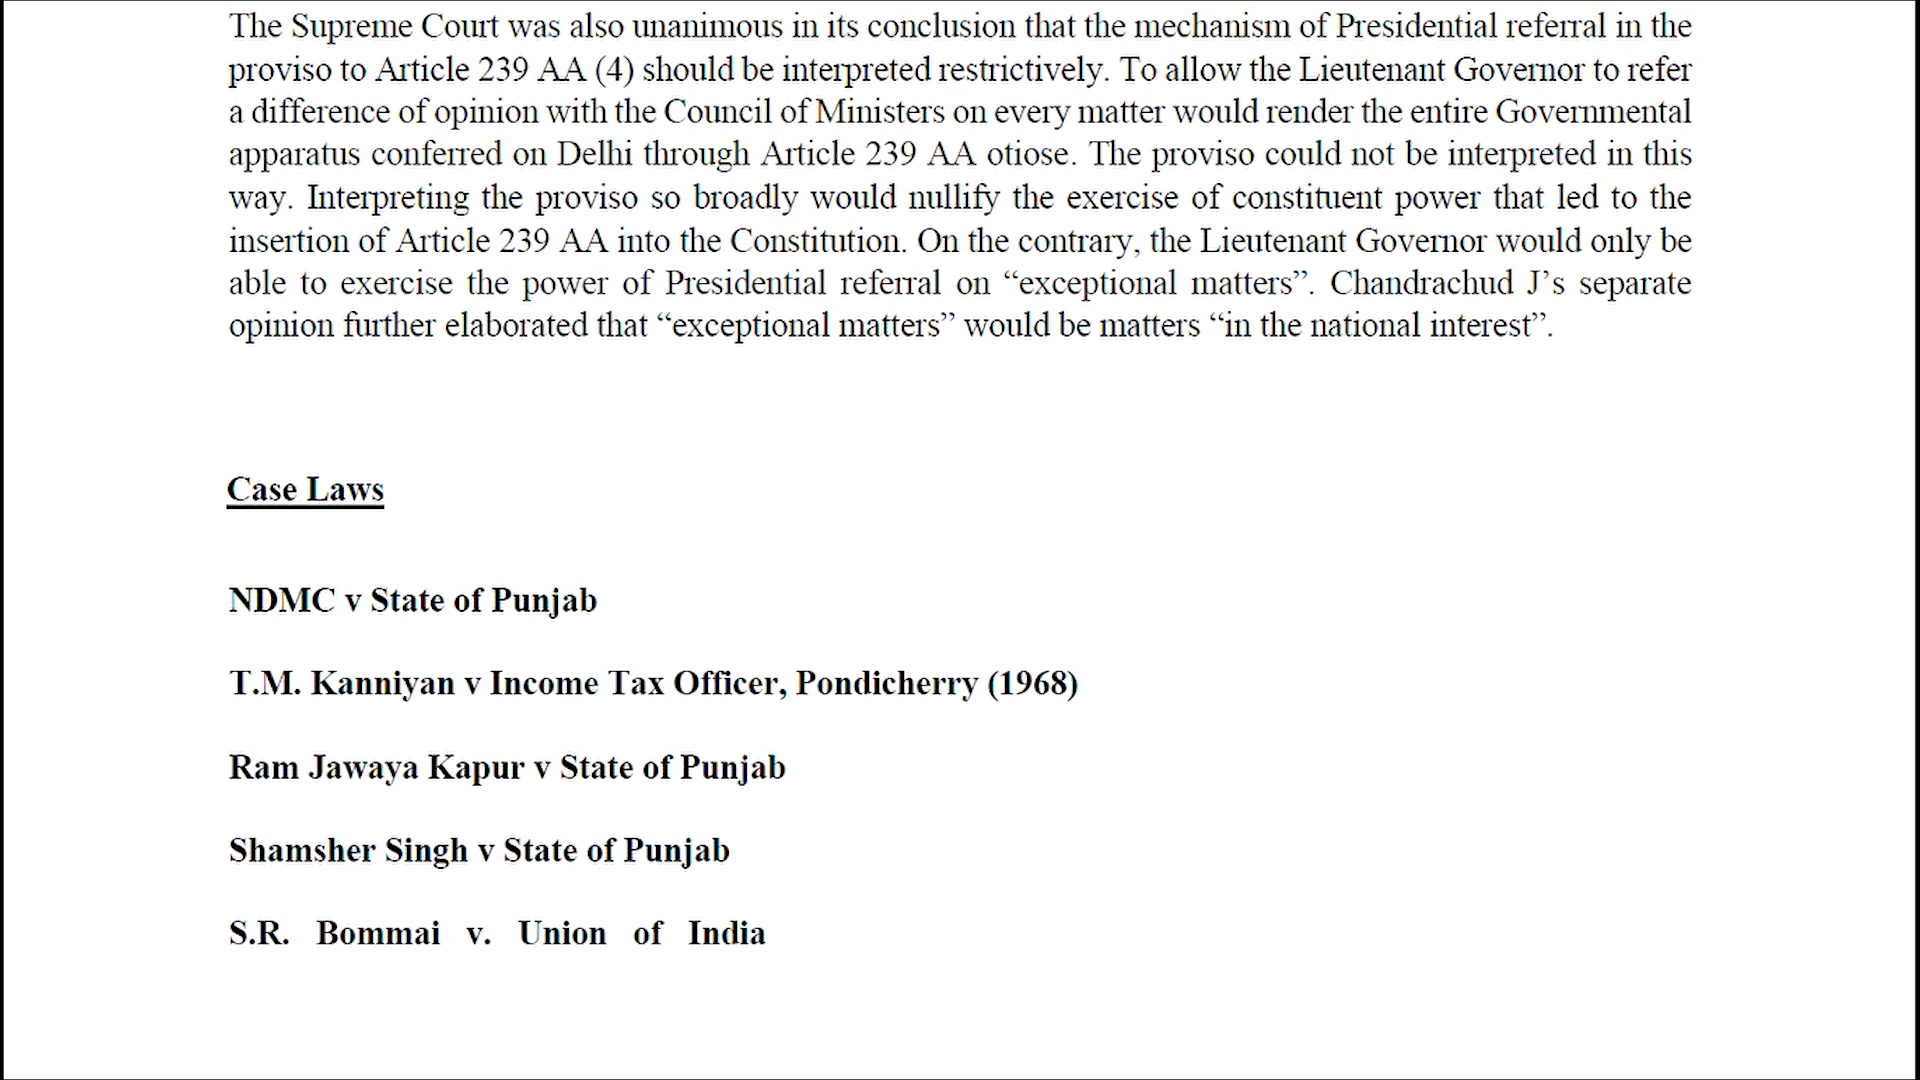 The Supreme Court was also unanimous in its conclusion that the mechanism of Presidential referral in the
proviso to Article 239 AA (4) should be interpreted restrictively. To allow the Lieutenant Governor to refer
a difference of opinion with the Council of Ministers on every matter would render the entire Governmental
apparatus conferred on Delhi through Article 239 AA otiose. The proviso could not be interpreted in this
way. Interpreting the proviso so broadly would nullify the exercise of constituent power that led to the
insertion of Article 239 AA into the Constitution. On the contrary, the Lieutenant Governor would only be
able to exercise the power of Presidential referral on “exceptional matters”. Chandrachud J’s separate
opinion further elaborated that “exceptional matters” would be matters “in the national interest”.
Case Laws
NDMC v State of Punjab
T.M. Kanniyan v Income Tax Officer, Pondicherry (1968)
Ram Jawaya Kapur v State of Punjab
Shamsher Singh v State of Punjab
S.R. Bommai v. Union of India